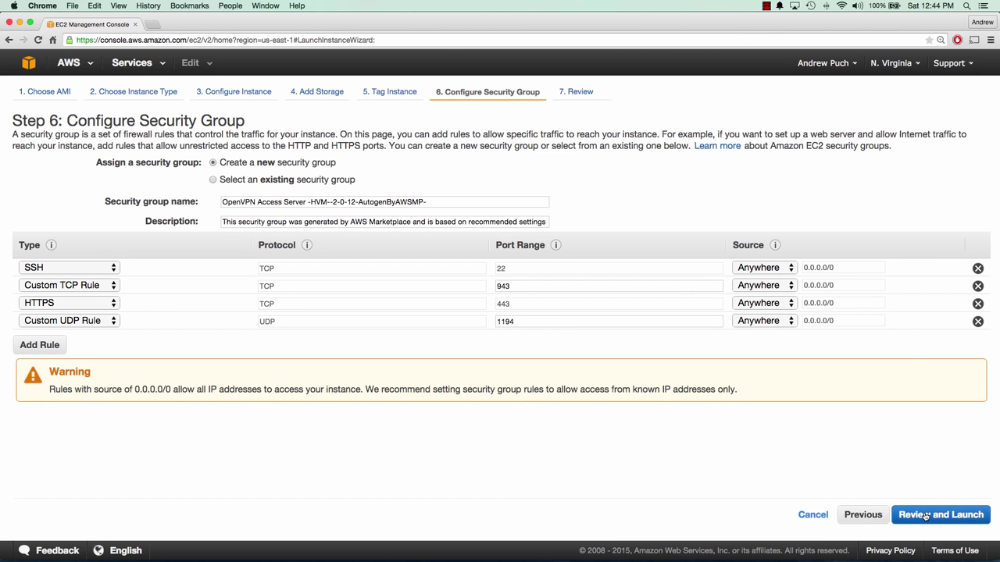 Chrome File Edit View History Bookmarks People Window Help 100% Sat 12:44 PM
EC2 Management Console Andrew
https://console.aws.amazon.com/ec2/v2/home?region=us-east-1#LaunchInstanceWizard:
AWS Services Edit Andrew Puch N. Virginia Support
1. Choose AMI 2. Choose Instance Type 3. Configure Instance 4. Add Storage 5. Tag Instance 6. Configure Security Group 7. Review
Step 6: Configure Security Group
A security group is a set of firewall rules that control the traffic for your instance. On this page, you can add rules to allow specific traffic to reach your instance. For example, if you want to set up a web server and allow Internet traffic to
reach your instance, add rules that allow unrestricted access to the HTTP and HTTPS ports. You can create a new security group or select from an existing one below. Learn more about Amazon EC2 security groups.
Assign a security group: Create a new security group
Select an existing security group
Security group name: OpenVPN Access Server -HVM--2-0-12-AutogenByAWSMP-
Description: This security group was generated by AWS Marketplace and is based on recommended settings
Type i Protocol i Port Range i Source i
SSH TCP 22 Anywhere 0.0.0.0/0
Custom TCP Rule TCP 943 Anywhere 0.0.0.0/0
HTTPS TCP 443 Anywhere 0.0.0.0/0
Custom UDP Rule UDP 1194 Anywhere 0.0.0.0/0
Add Rule
Warning
Rules with source of 0.0.0.0/0 allow all IP addresses to access your instance. We recommend setting security group rules to allow access from known IP addresses only.
Cancel Previous Review and Launch
Feedback English © 2008 - 2015, Amazon Web Services, Inc. or its affiliates. All rights reserved. Privacy Policy Terms of Use